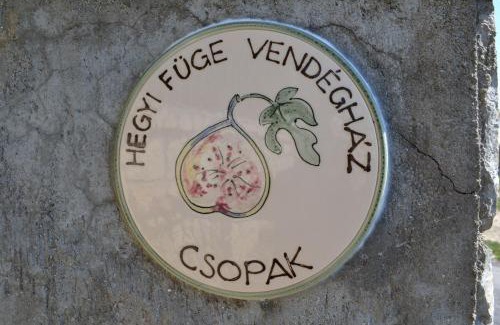 HEGYI FÜGE VENDÉGHÁZ
CSOPAK